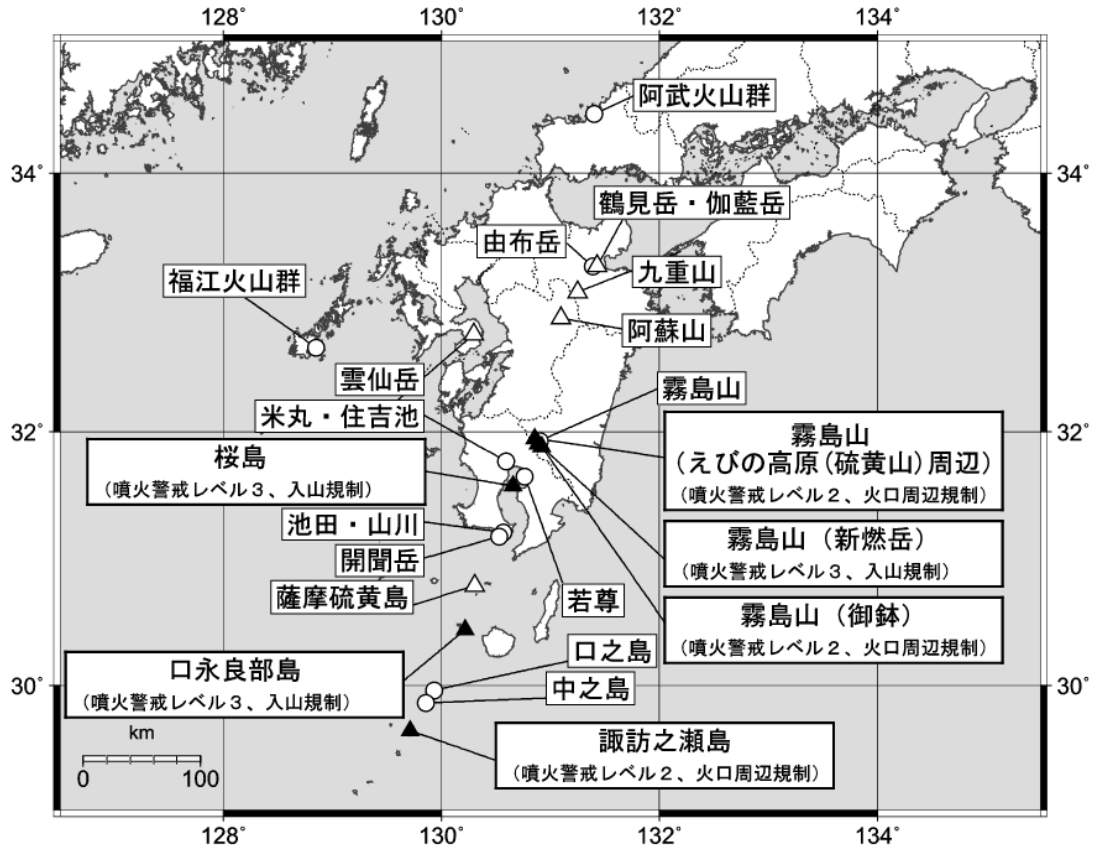 128° 130° 132° 134°
阿武火山群
34° 34°
鶴見岳・伽藍岳
由布岳
九重山
福江火山群
阿蘇山
雲仙岳
霧島山
米丸・住吉池
32° 32°
霧島山
(えびの高原(硫黄山)周辺)
(噴火警戒レベル2、火口周辺規制)
桜島
(噴火警戒レベル3、入山規制)
池田・山川
霧島山(新燃岳)
(噴火警戒レベル3、入山規制)
開聞岳
薩摩硫黄島
若尊
霧島山(御鉢)
(噴火警戒レベル2、火口周辺規制)
口之島
口永良部島
(噴火警戒レベル3、入山規制)
30° 30°
中之島
諏訪之瀬島
(噴火警戒レベル2、火口周辺規制)
km
0 100
128° 130° 132° 134°